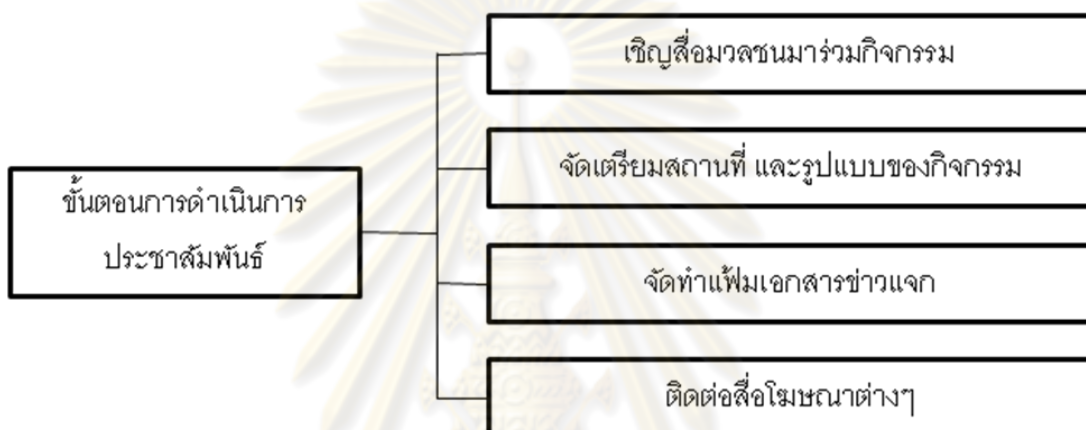 เชิญสื่อมวลชนมาร่วมกิจกรรม
จัดเตรียมสถานที่ และรูปแบบของกิจกรรม
ขั้นตอนการดำเนินการ
ประชาสัมพันธ์
จัดทำแฟ้มเอกสารข่าวแจก
ติดต่อสื่อโฆษณาต่างๆ